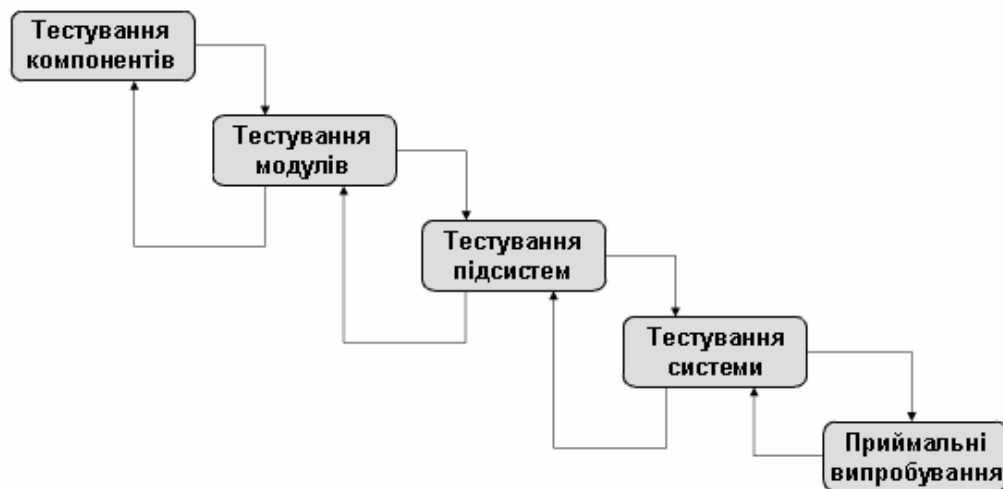 Тестування
компонентів
Тестування
модулів
Тестування
підсистем
Тестування
системи
Приймальні
випробування